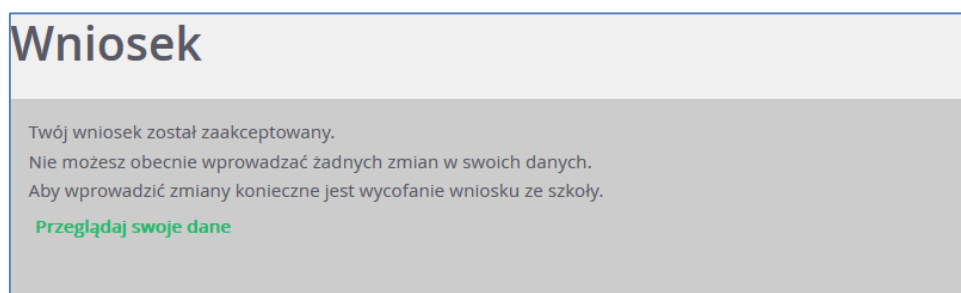 Wniosek
Twój wniosek został zaakceptowany.
Nie możesz obecnie wprowadzać żadnych zmian w swoich danych.
Aby wprowadzić zmiany konieczne jest wycofanie wniosku ze szkoły.
Przeglądaj swoje dane